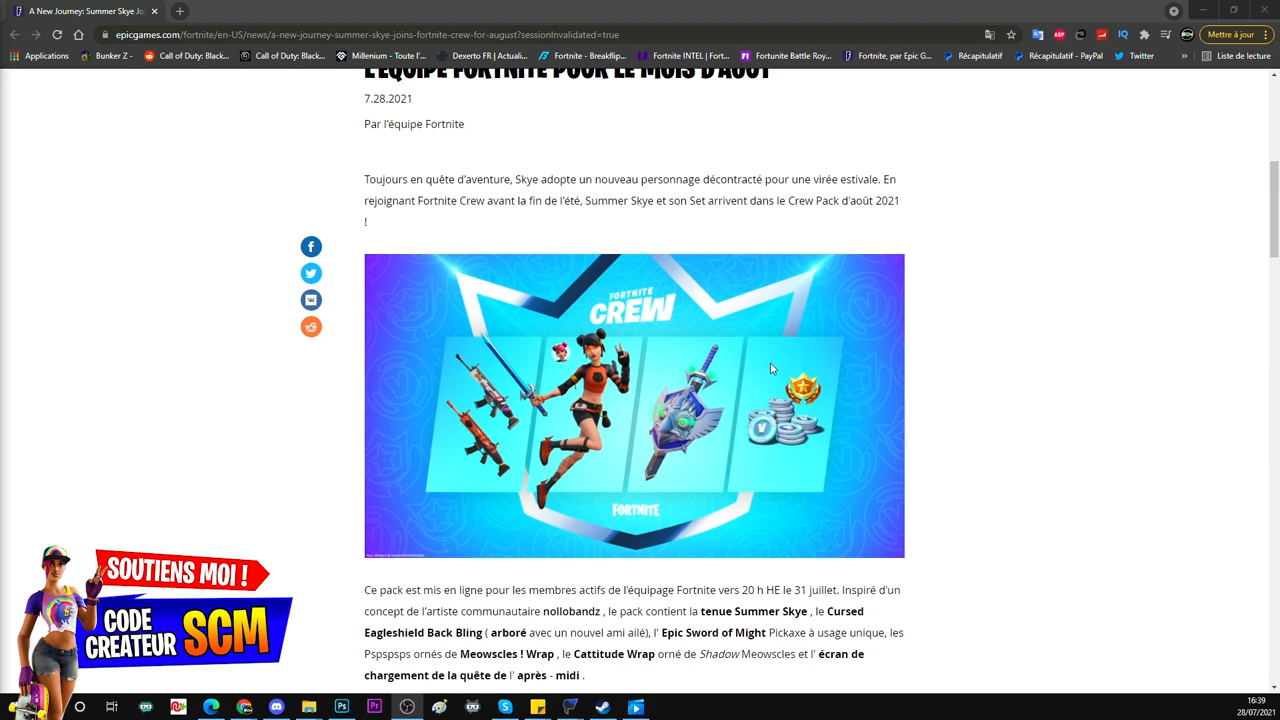 A New Journey: Summer Skye Jo
epicgames.com/fortnite/en-US/news/a-new-journey-summer-skye-joins-fortnite-crew-for-august?sessionInvalidated=true
ABP
IQ
Mettre à jour
Applications
Bunker Z -
Call of Duty: Black...
Call of Duty: Black...
Millenium - Toute l'...
Dexerto FR | Actuali...
Fortnite - Breakflip...
Fortnite INTEL | Fort...
Fortunite Battle Roy...
Fortnite, par Epic G...
Récapitulatif
Récapitulatif - PayPal
Twitter
»
Liste de lecture
L'ÉQUIPE FORTNITE POUR LE MOIS D'AOÛT
7.28.2021
Par l'équipe Fortnite
Toujours en quête d'aventure, Skye adopte un nouveau personnage décontracté pour une virée estivale. En
rejoignant Fortnite Crew avant la fin de l'été, Summer Skye et son Set arrivent dans le Crew Pack d'août 2021
!
FORTNITE
CREW
V
FORTNITE
Ce pack est mis en ligne pour les membres actifs de l'équipage Fortnite vers 20 h HE le 31 juillet. Inspiré d'un
concept de l'artiste communautaire nollobandz , le pack contient la tenue Summer Skye , le Cursed
Eagleshield Back Bling ( arboré avec un nouvel ami ailé), l' Epic Sword of Might Pickaxe à usage unique, les
Pspspsps ornés de Meowscles ! Wrap , le Cattitude Wrap orné de Shadow Meowscles et l' écran de
chargement de la quête de l' après - midi .
SOUTIENS MOI !
CODE
CREATEUR SCM
16:39
28/07/2021